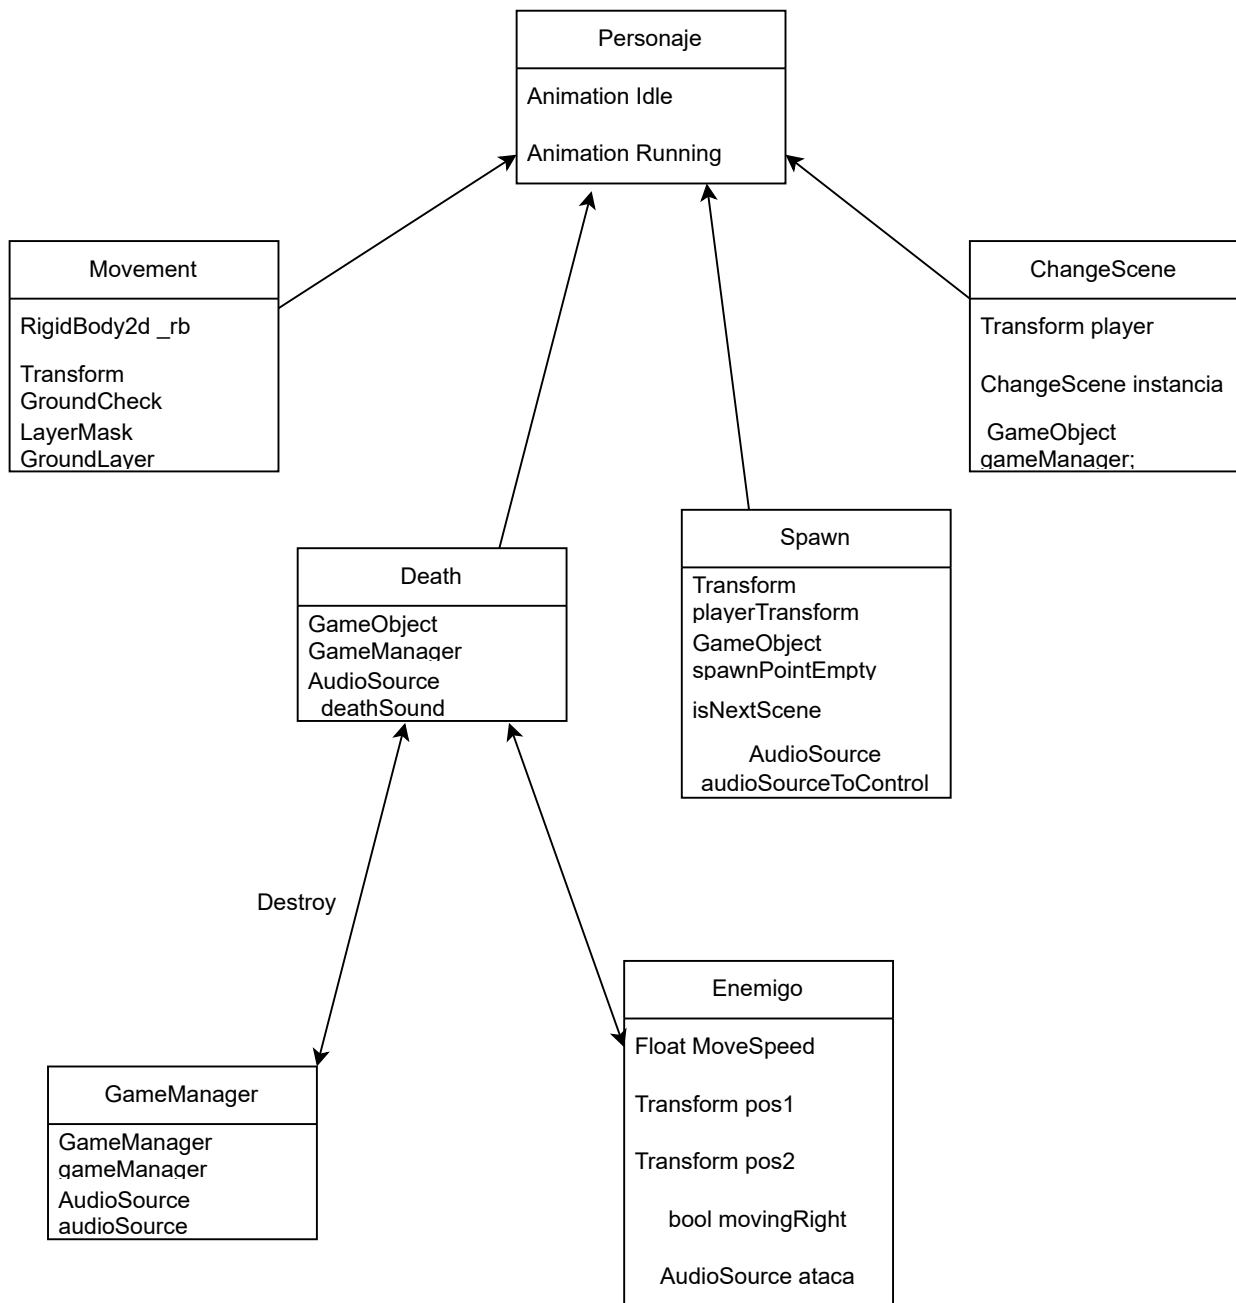 Personaje
Animation Idle
Animation Running
Movement
RigidBody2d _rb
Transform
GroundCheck
LayerMask
GroundLayer
ChangeScene
Transform player
ChangeScene instancia
GameObject
gameManager;
Death
GameObject
GameManager
AudioSource
deathSound
Spawn
Transform
playerTransform
GameObject
spawnPointEmpty
isNextScene
AudioSource
audioSourceToControl
Destroy
GameManager
GameManager
gameManager
AudioSource
audioSource
Enemigo
Float MoveSpeed
Transform pos1
Transform pos2
bool movingRight
AudioSource ataca